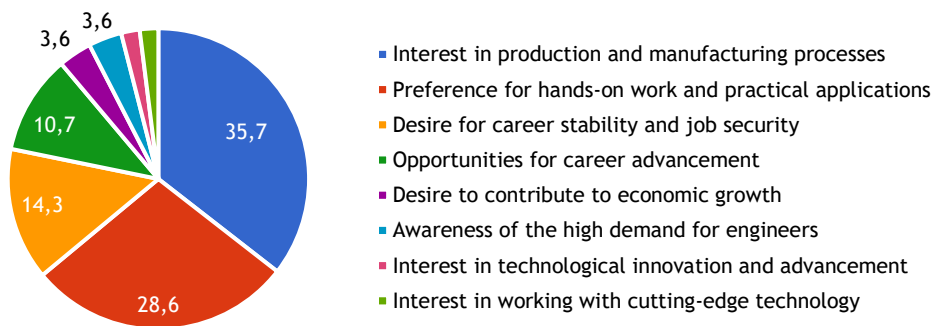 3,6
3,6
35,7
10,7
14,3
28,6
Interest in production and manufacturing processes
Preference for hands-on work and practical applications
Desire for career stability and job security
Opportunities for career advancement
Desire to contribute to economic growth
Awareness of the high demand for engineers
Interest in technological innovation and advancement
Interest in working with cutting-edge technology